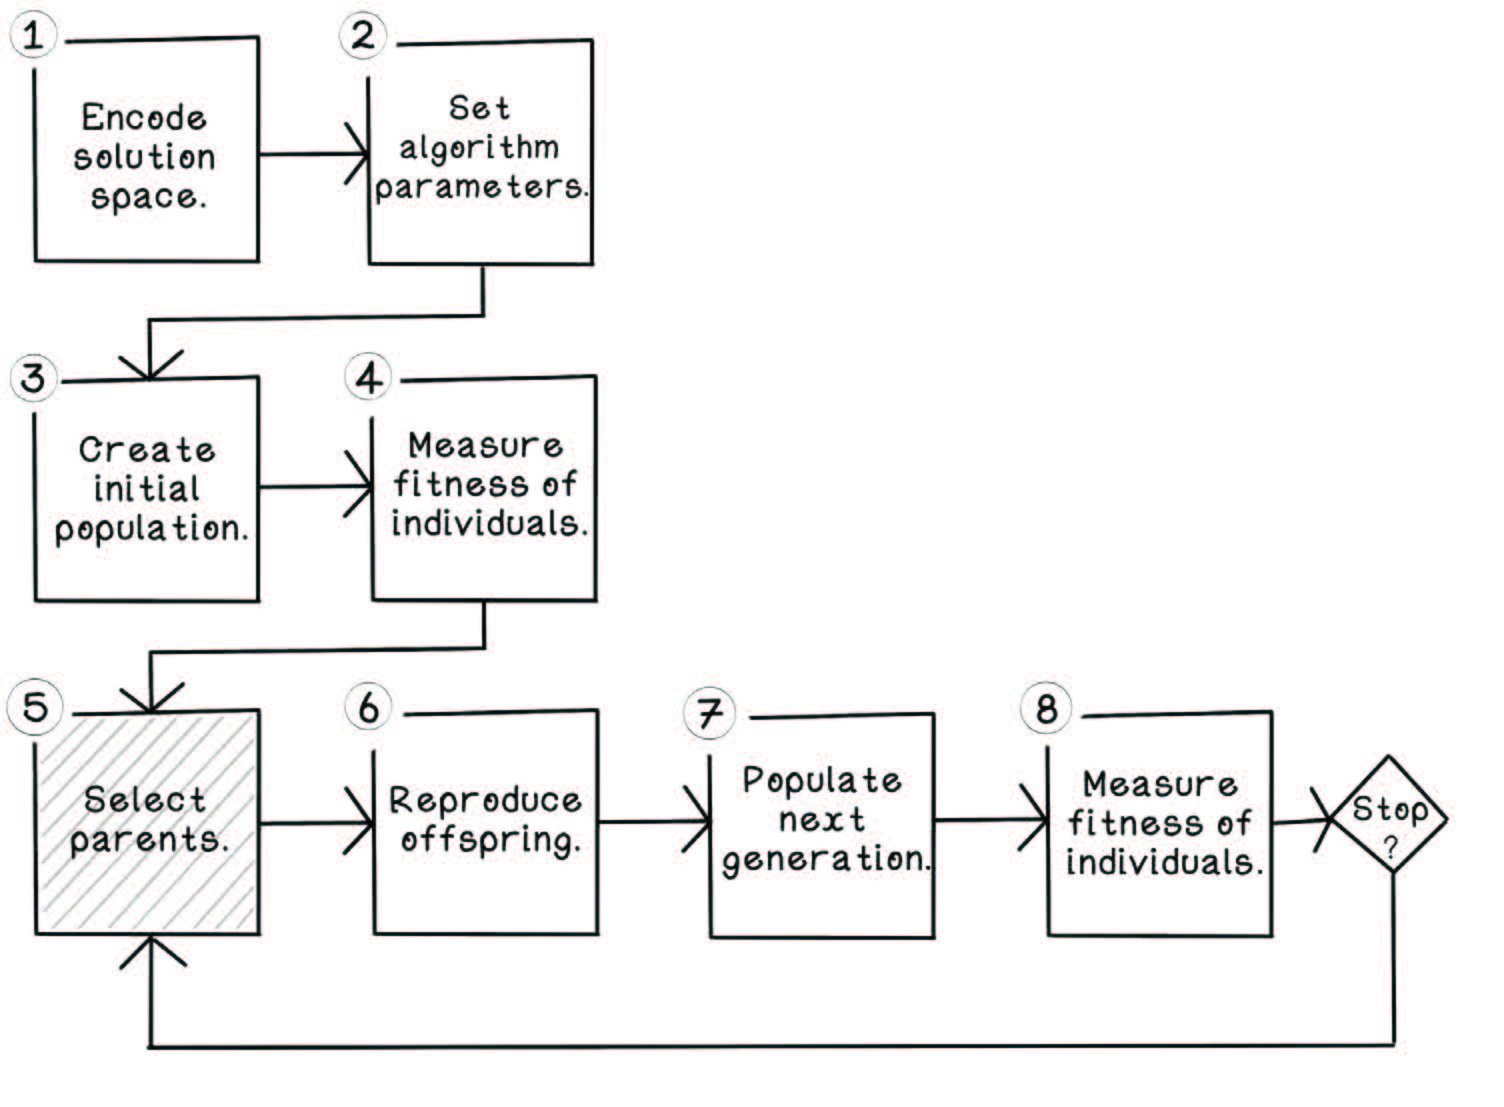 1
Encode
solution
space.
2
Set
algorithm
parameters.
3
Create
initial
population.
4
Measure
fitness of
individuals.
5
Select
parents.
6
Reproduce
offspring.
7
Populate
next
generation.
8
Measure
fitness of
individuals.
Stop
?